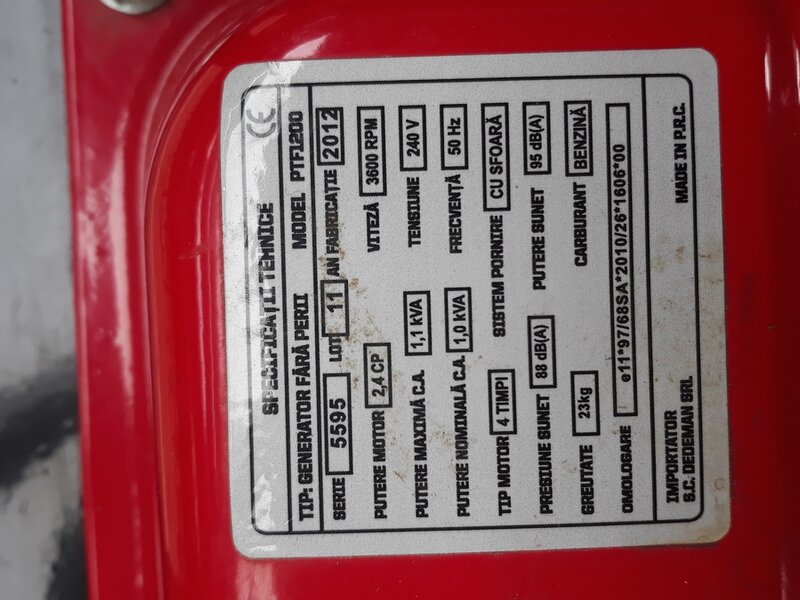 CE
SPECIFICAȚII TEHNICE
TIP: GENERATOR FĂRĂ PERII MODEL PTF1200
SERIE 5595 LOT 11 AN FABRICAȚIE 2012
PUTERE MOTOR 2,4 CP VITEZĂ 3600 RPM
PUTERE MAXIMĂ C.A. 1,1 kVA TENSIUNE 240 V
PUTERE NOMINALĂ C.A. 1,0 kVA FRECVENȚĂ 50 Hz
TIP MOTOR 4 TIMPI SISTEM PORNIRE CU SFOARĂ
PRESIUNE SUNET 88 dB(A) PUTERE SUNET 95 dB(A)
GREUTATE 23kg CARBURANT BENZINĂ
OMOLOGARE e11*97/68SA*2010/26*1606*00
IMPORTATOR MADE IN P.R.C.
S.C. DEDEMAN SRL